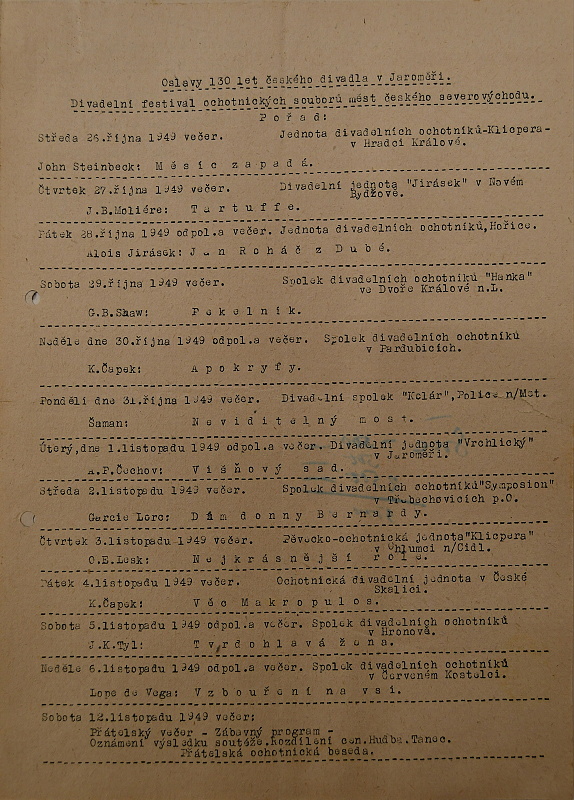 Oslavy 130 let českého divadla v Jaroměři.
Divadelní festival ochotnických souborů měst českého severovýchodu.
Pořad:
Středa 26.října 1949 večer. Jednota divadelních ochotníků-Klicpera-
v Hradci Králové.
John Steinbeck: Měsíc zapadá.
Čtvrtek 27.října 1949 večer. Divadelní jednota "Jirásek" v Novém
Bydžově.
J.B.Moliére: Tartuffe.
Pátek 28.října 1949 odpol.a večer. Jednota divadelních ochotníků,Hořice.
Alois Jirásek: Jan Roháč z Dubé.
Sobota 29.října 1949 večer. Spolek divadelních ochotníků "Hanka"
ve Dvoře Králové n.L.
G.B.Shaw: Pekelník.
Neděle dne 30.října 1949 odpol.a večer. Spolek divadelních ochotníků
v Pardubicích.
K.Čapek: Apokryfy.
Pondělí dne 31.října 1949 večer. Divadelní spolek "Kolár",Police n/Met.
Šaman: Neviditelný most.
Úterý,dne 1.listopadu 1949 odpol.a večer. Divadelní jednota "Vrchlický"
v Jaroměři.
A.P.Čechov: Višňový sad.
Středa 2.listopadu 1949 večer. Spolek divadelních ochotníků"Symposion"
v Třebechovicích p.O.
Garcie Lorc: Dům donny Bernardy.
Čtvrtek 3.listopadu 1949 večer. Pěvecko-ochotnická jednota"Klicpera"
v Chlumci n/Cidl.
O.E.Lesk: Nejkrásnější role.
Pátek 4.listopadu 1949 večer. Ochotnická divadelní jednota v České
Skalici.
K.Čapek: Věc Makropulos.
Sobota 5.listopadu 1949 odpol.a večer. Spolek divadelních ochotníků
v Hronově.
J.K.Tyl: Tvrdohlavá žena.
Neděle 6.listopadu 1949 odpol.a večer. Spolek divadelních ochotníků
v Červeném Kostelci.
Lope de Vega: Vzbouření na vsi.
Sobota 12.listopadu 1949 večer:
Přátelský večer - Zábavný program -
Oznámení výsledku soutěže.Rozdílení cen.Hudba.Tanec.
Přátelská ochotnická beseda.